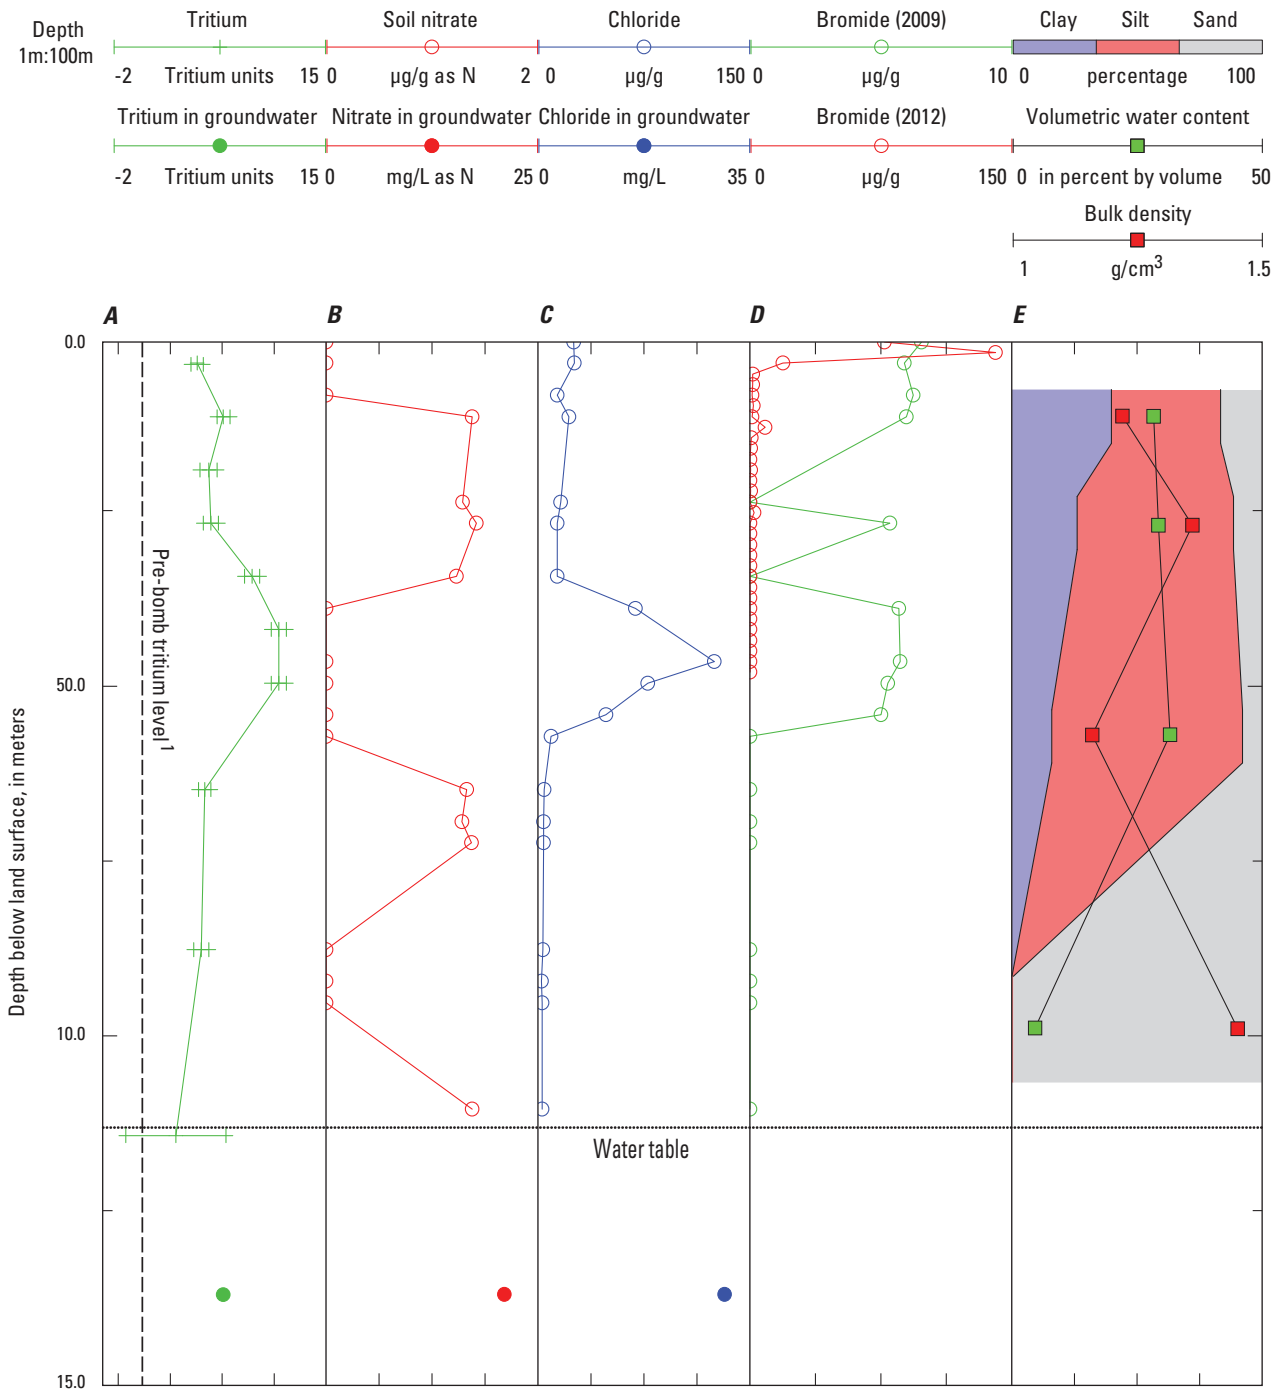 Depth
1m:100m
Tritium
-2 Tritium units 15
Soil nitrate
0 µg/g as N 2
Chloride
0 µg/g 150
Bromide (2009)
0 µg/g 10
Clay Silt Sand
0 percentage 100
Tritium in groundwater
-2 Tritium units 15
Nitrate in groundwater
0 mg/L as N 25
Chloride in groundwater
0 mg/L 35
Bromide (2012)
0 µg/g 150
Volumetric water content
0 in percent by volume 50
Bulk density
1 g/cm3 1.5
A B C D E
0.0
50.0
10.0
15.0
Depth below land surface, in meters
Pre-bomb tritium level1
Water table